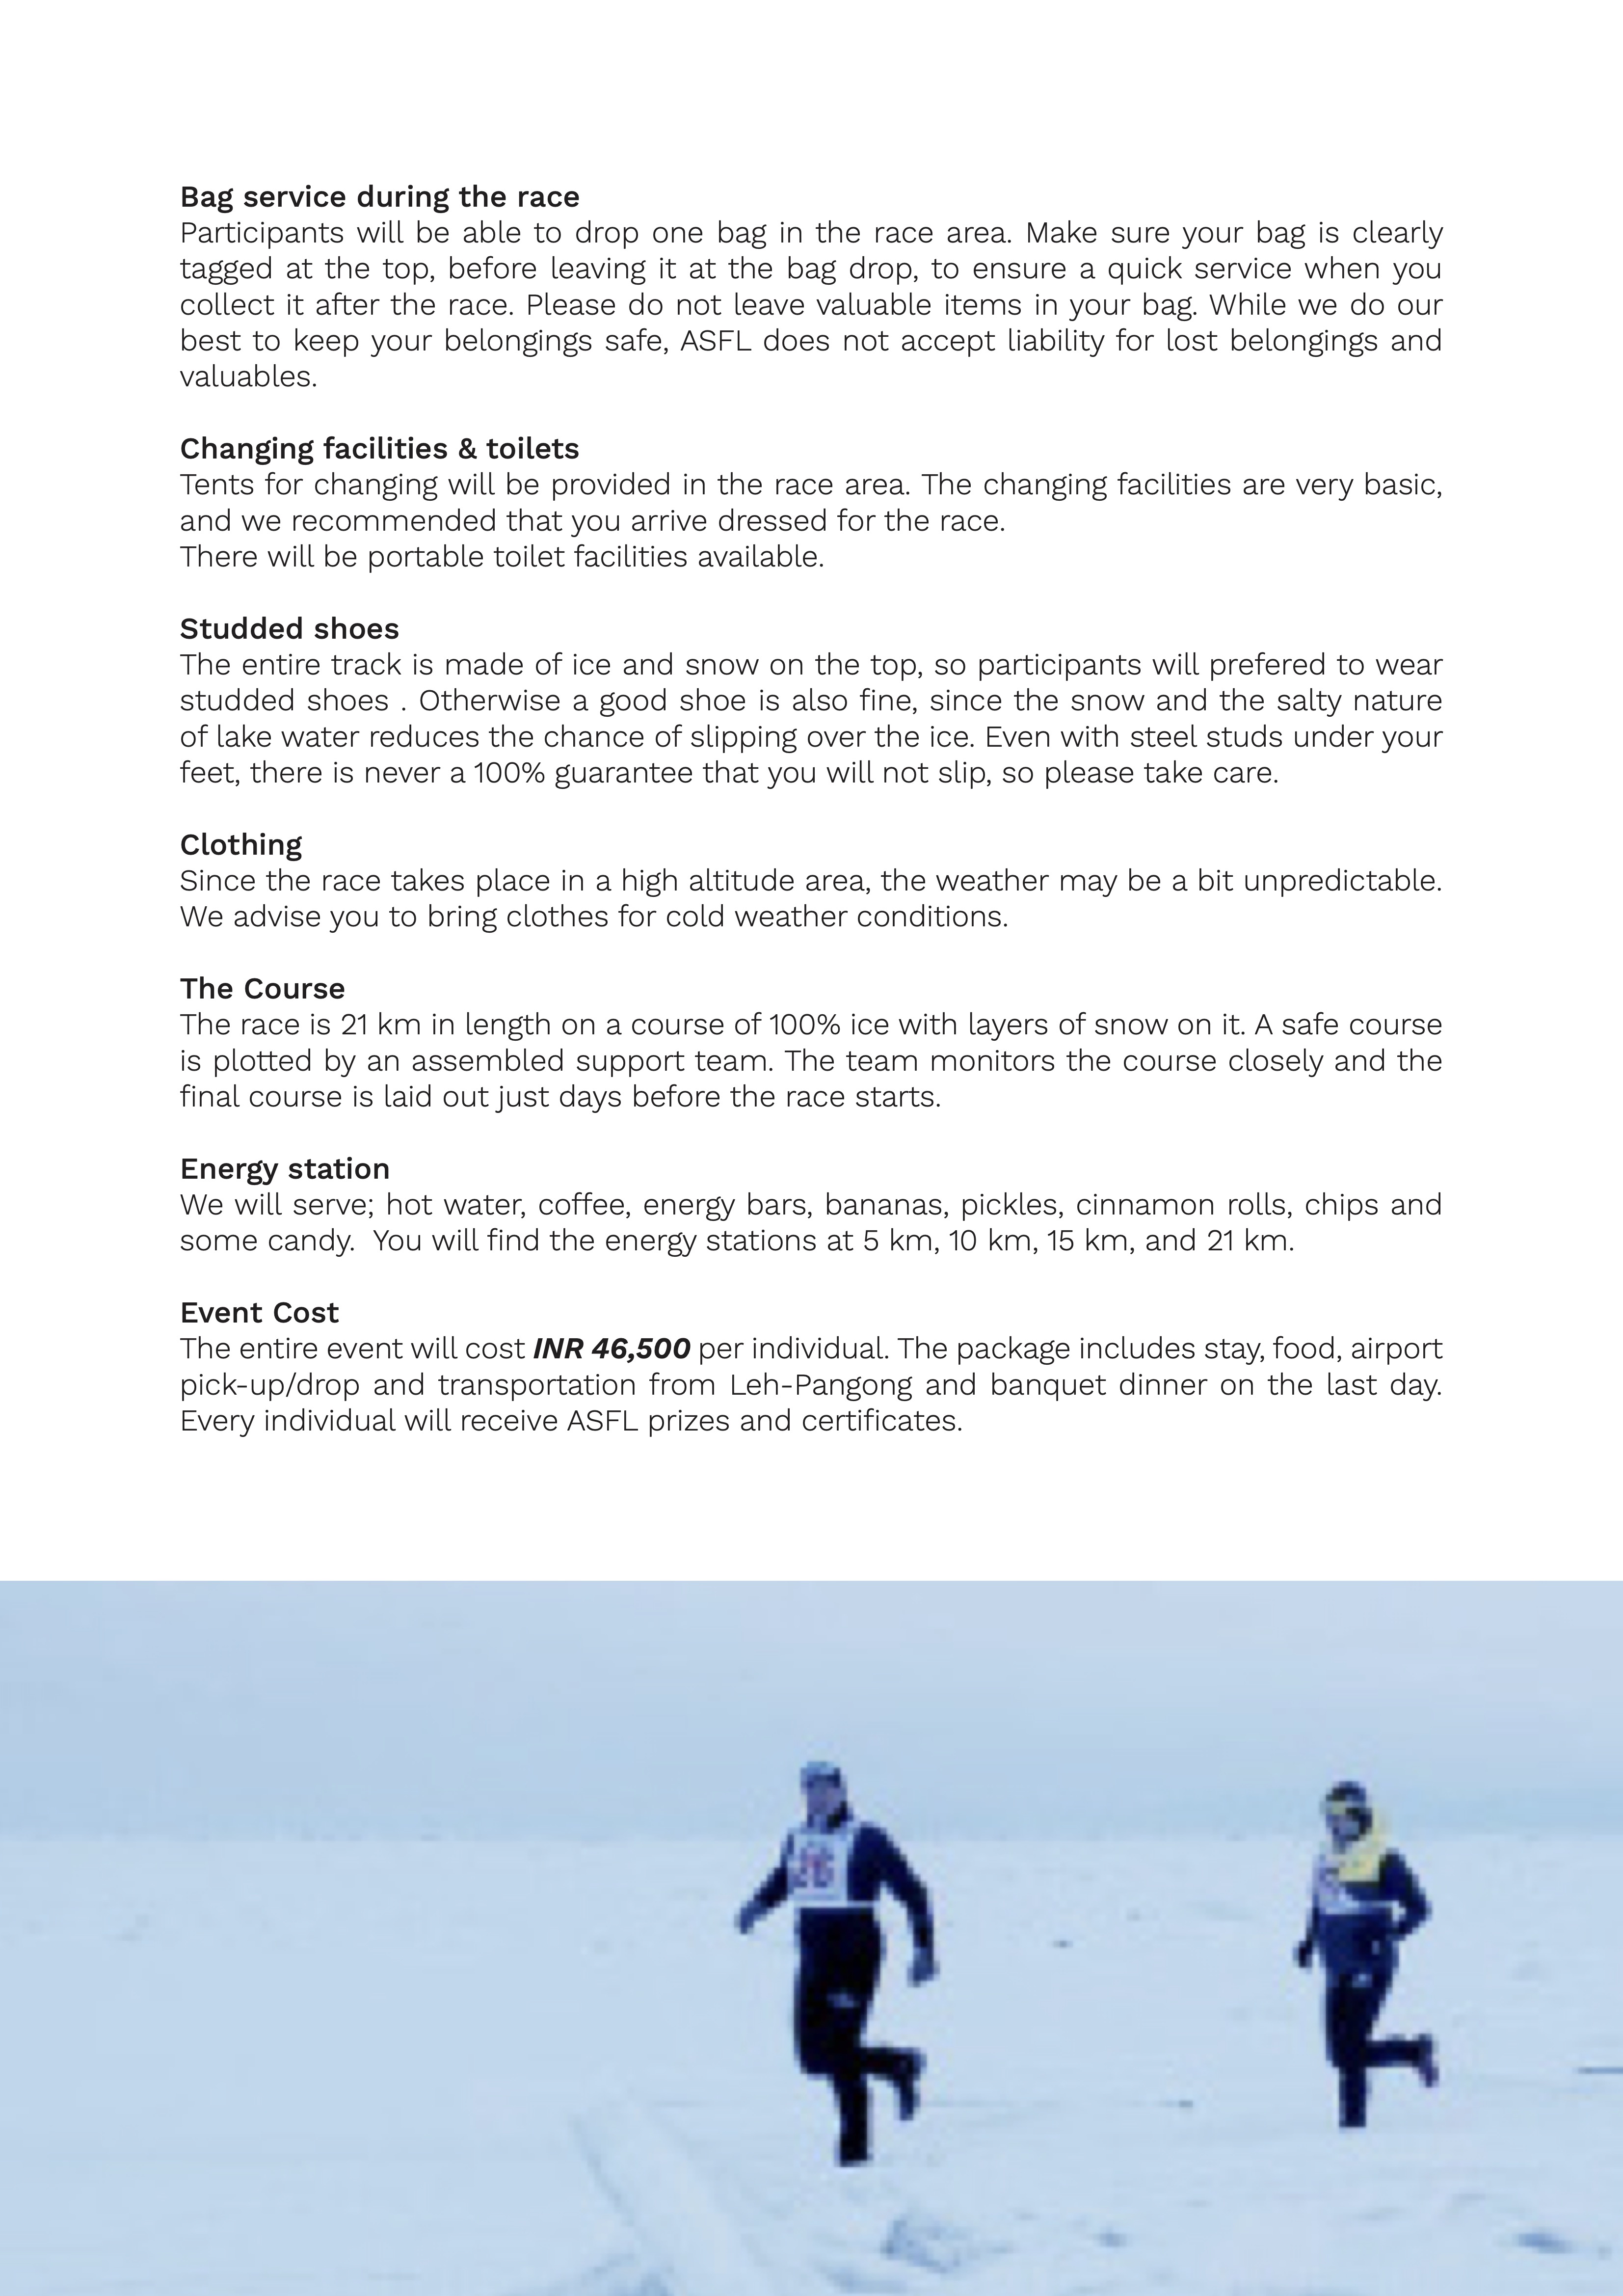 Bag service during the race
Participants will be able to drop one bag in the race area. Make sure your bag is clearly
tagged at the top, before leaving it at the bag drop, to ensure a quick service when you
collect it after the race. Please do not leave valuable items in your bag. While we do our
best to keep your belongings safe, ASFL does not accept liability for lost belongings and
valuables.
Changing facilities & toilets
Tents for changing will be provided in the race area. The changing facilities are very basic,
and we recommended that you arrive dressed for the race.
There will be portable toilet facilities available.
Studded shoes
The entire track is made of ice and snow on the top, so participants will prefered to wear
studded shoes . Otherwise a good shoe is also fine, since the snow and the salty nature
of lake water reduces the chance of slipping over the ice. Even with steel studs under your
feet, there is never a 100% guarantee that you will not slip, so please take care.
Clothing
Since the race takes place in a high altitude area, the weather may be a bit unpredictable.
We advise you to bring clothes for cold weather conditions.
The Course
The race is 21 km in length on a course of 100% ice with layers of snow on it. A safe course
is plotted by an assembled support team. The team monitors the course closely and the
final course is laid out just days before the race starts.
Energy station
We will serve; hot water, coffee, energy bars, bananas, pickles, cinnamon rolls, chips and
some candy.  You will find the energy stations at 5 km, 10 km, 15 km, and 21 km.
Event Cost
The entire event will cost INR 46,500 per individual. The package includes stay, food, airport
pick-up/drop and transportation from Leh-Pangong and banquet dinner on the last day.
Every individual will receive ASFL prizes and certificates.